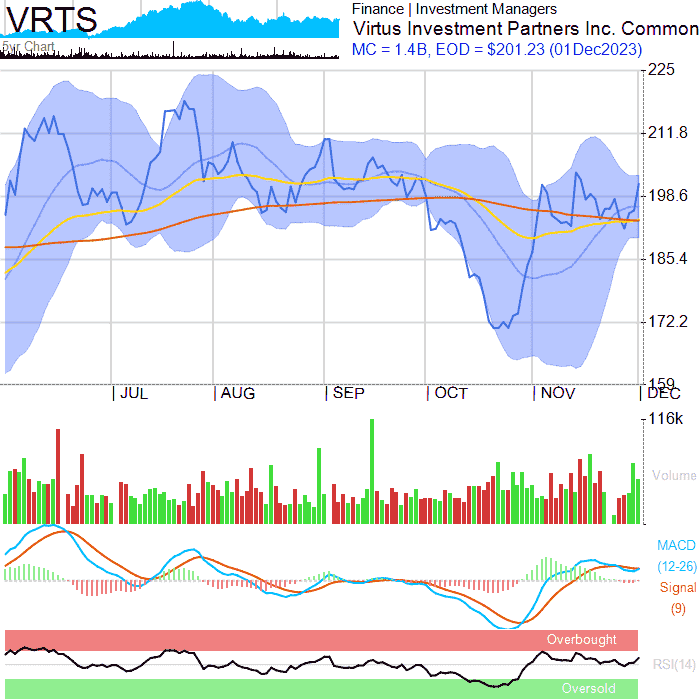 VRTS
5yr Chart
Finance | Investment Managers
Virtus Investment Partners Inc. Common
MC = 1.4B, EOD = $201.23 (01Dec2023)
225
211.8
198.6
185.4
172.2
159
JUL
AUG
SEP
OCT
NOV
DEC
116k
Volume
MACD
(12-26)
Signal
(9)
Overbought
RSI(14)
Oversold